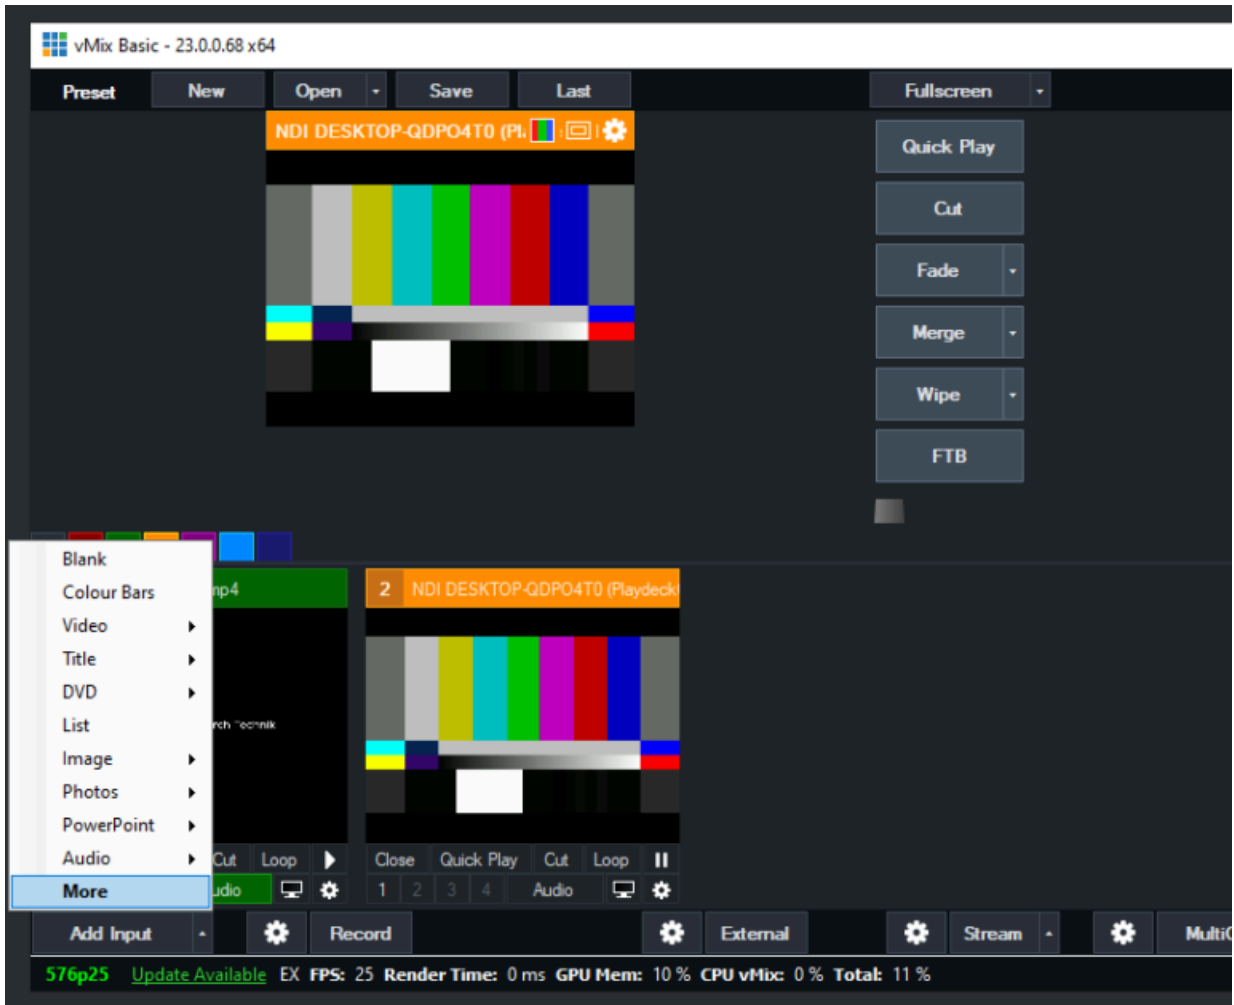 vMix Basic - 23.0.0.68 x64
Preset New Open Save Last Fullscreen
NDI DESKTOP-QDPO4T0
Quick Play
Cut
Fade
Merge
Wipe
FTB
Blank
Colour Bars
Video
Title
DVD
List
Image
Photos
PowerPoint
Audio
More
mp4
2 NDI DESKTOP-QDPO4T0 (Playdeck
Technik
Cut Loop
Close Quick Play Cut Loop
1 2 3 4 Audio
Add Input Record External Stream
576p25 Update Available EX FPS: 25 Render Time: 0 ms GPU Mem: 10 % CPU vMix: 0 % Total: 11 %